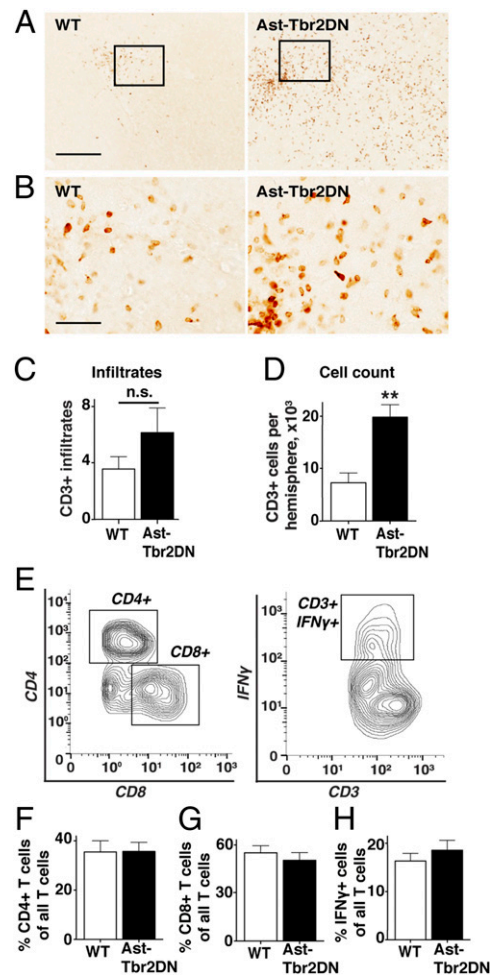 A
WT
Ast-Tbr2DN
B
WT
Ast-Tbr2DN
C
Infiltrates
n.s.
CD3+ infiltrates
8
4
0
WT
Ast-
Tbr2DN
D
Cell count
**
CD3+ cells per
hemisphere, x10³
20
10
0
WT
Ast-
Tbr2DN
E
CD4+
CD8+
CD4
10⁴
10³
10²
10¹
10⁰
0
10⁰
10¹
10²
10³
CD8
CD3+
IFNγ+
IFNγ
10³
10²
10¹
0
0
10¹
10²
10³
CD3
F
% CD4+ T cells
of all T cells
40
20
0
WT
Ast-
Tbr2DN
G
% CD8+ T cells
of all T cells
60
30
0
WT
Ast-
Tbr2DN
H
% IFNγ+ cells
of all T cells
20
10
0
WT
Ast-
Tbr2DN